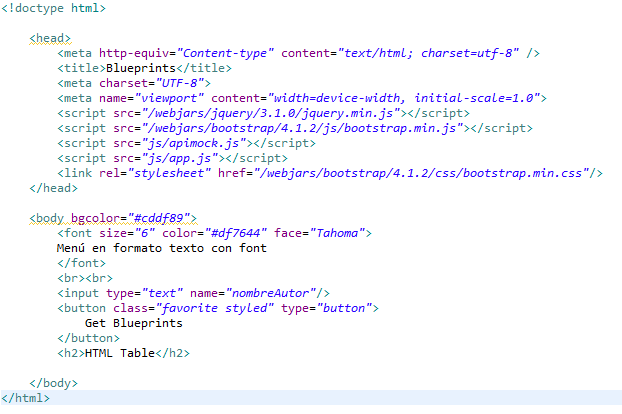 <!doctype html>
<head>
<meta http-equiv="Content-type" content="text/html; charset=utf-8" />
<title>Blueprints</title>
<meta charset="UTF-8">
<meta name="viewport" content="width=device-width, initial-scale=1.0">
<script src="/webjars/jquery/3.1.0/jquery.min.js"></script>
<script src="/webjars/bootstrap/4.1.2/js/bootstrap.min.js"></script>
<script src="js/apimock.js"></script>
<script src="js/app.js"></script>
<link rel="stylesheet" href="/webjars/bootstrap/4.1.2/css/bootstrap.min.css"/>
</head>
<body bgcolor="#cddf89">
<font size="6" color="#df7644" face="Tahoma">
Menú en formato texto con font
</font>
<br><br>
<input type="text" name="nombreAutor"/>
<button class="favorite styled" type="button">
Get Blueprints
</button>
<h2>HTML Table</h2>
</body>
</html>